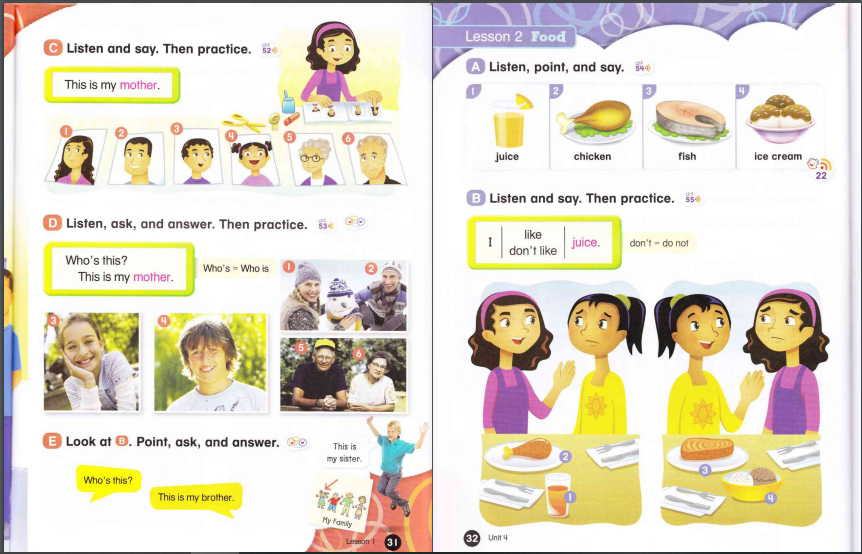 C Listen and say. Then practice. 52
This is my mother.
1
2
3
4
5
6
D Listen, ask, and answer. Then practice. 53
Who's this?
This is my mother.
Who's = Who is
1
2
3
4
5
6
E Look at B. Point, ask, and answer.
Who's this?
This is my brother.
This is
my sister.
My Family
Lesson 1 31
Lesson 2 Food
A Listen, point, and say. 54
1
2
3
4
juice
chicken
fish
ice cream
22
B Listen and say. Then practice. 55
I like juice.
don't like
don't = do not
2
1
3
4
32 Unit 4